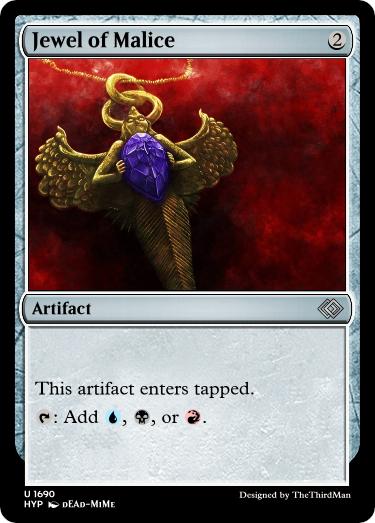 Jewel of Malice 2
Artifact
This artifact enters tapped.
: Add , , or .
U 1690
HYP dEAd-MiMe
Designed by TheThirdMan